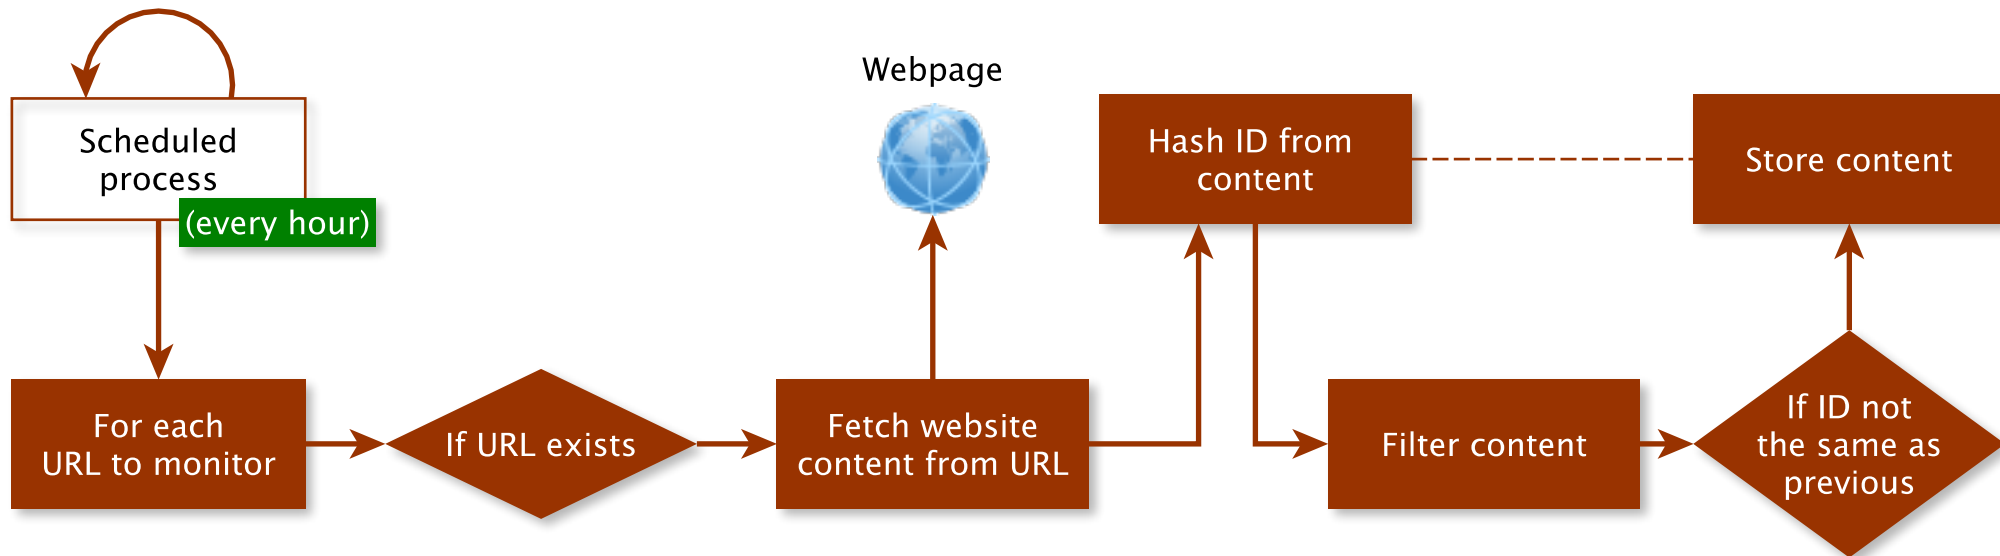 Scheduled
process
(every hour)
For each
URL to monitor
If URL exists
Webpage
Fetch website
content from URL
Hash ID from
content
Filter content
If ID not
the same as
previous
Store content